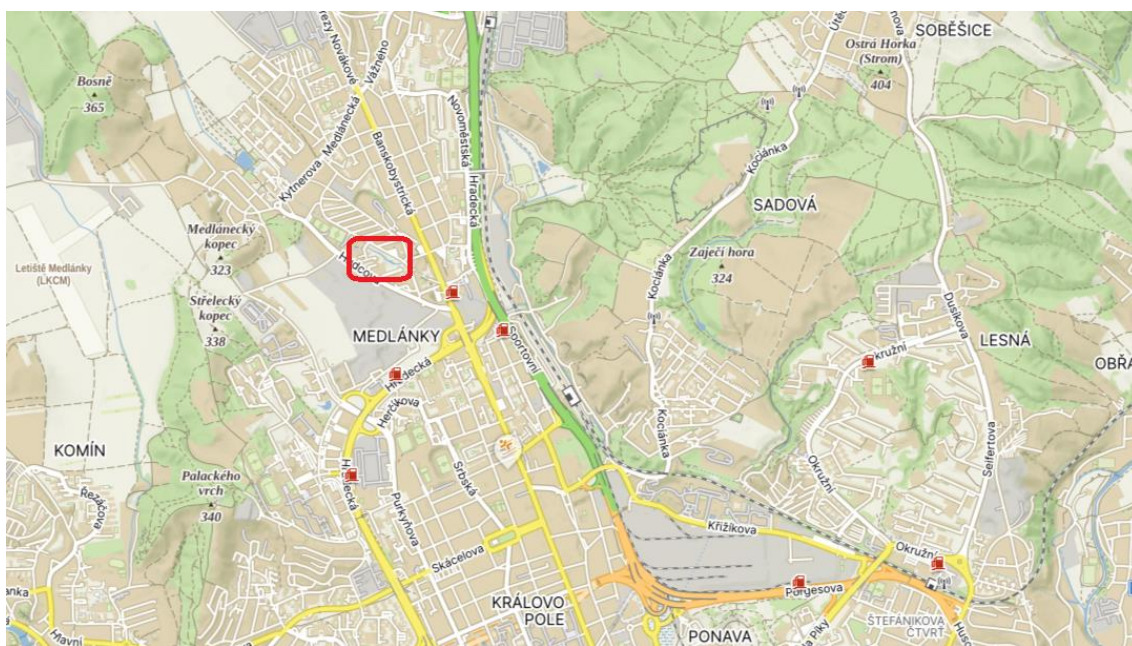 SOBĚŠICE
Ostrá Horka
(Strom)
404
Bosně
365
Vážného
Medlánecká
Kytnerova
Novoměstská
Hradecká
Banskobystrická
Kociánka
SADOVÁ
Medlánecký
kopec
323
Zaječí hora
324
Letiště Medlánky
(LKCM)
Kociánka
Dusíkova
Střelecký
kopec
338
MEDLÁNKY
Sportovní
LESNÁ
Hradecká
Herčíkova
Kociánka
KOMÍN
Řezáčova
Palackého
vrch
340
Hradecká
Srbská
Purkyňova
Okružní
Seifertova
Skácelova
Křižíkova
Okružní
Porgesova
KRÁLOVO
POLE
PONAVA
ŠTEFÁNIKOVA
ČTVRŤ
Hlavní